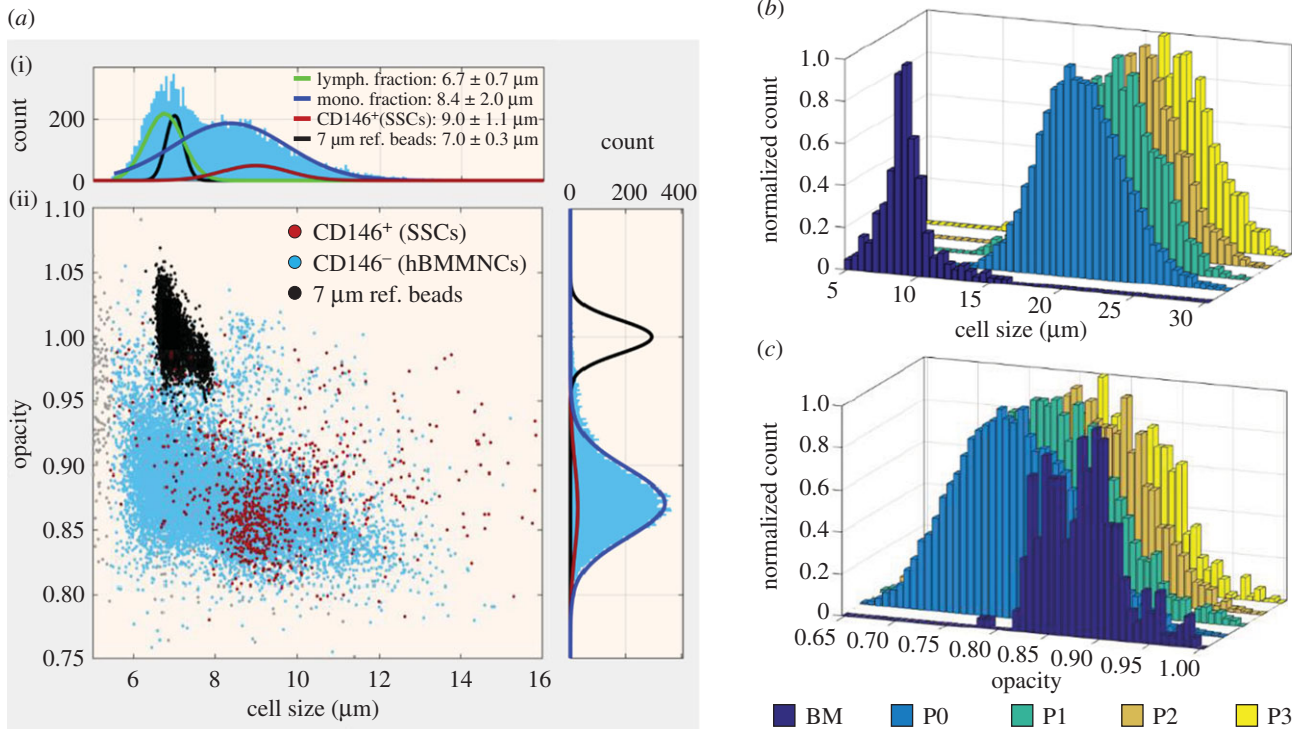 (a)
(i)
count
200
0
lymph. fraction: 6.7 ± 0.7 μm
mono. fraction: 8.4 ± 2.0 μm
CD146+(SSCs): 9.0 ± 1.1 μm
7 μm ref. beads: 7.0 ± 0.3 μm
count
0 200 400
(ii)
1.10
1.05
1.00
0.95
0.90
0.85
0.80
0.75
opacity
CD146+ (SSCs)
CD146– (hBMMNCs)
7 μm ref. beads
6 8 10 12 14 16
cell size (μm)
(b)
normalized count
1.0
0.8
0.6
0.4
0.2
0
5 10 15 20 25 30
cell size (μm)
(c)
normalized count
1.0
0.8
0.6
0.4
0.2
0
0.65 0.70 0.75 0.80 0.85 0.90 0.95 1.00
opacity
BM P0 P1 P2 P3